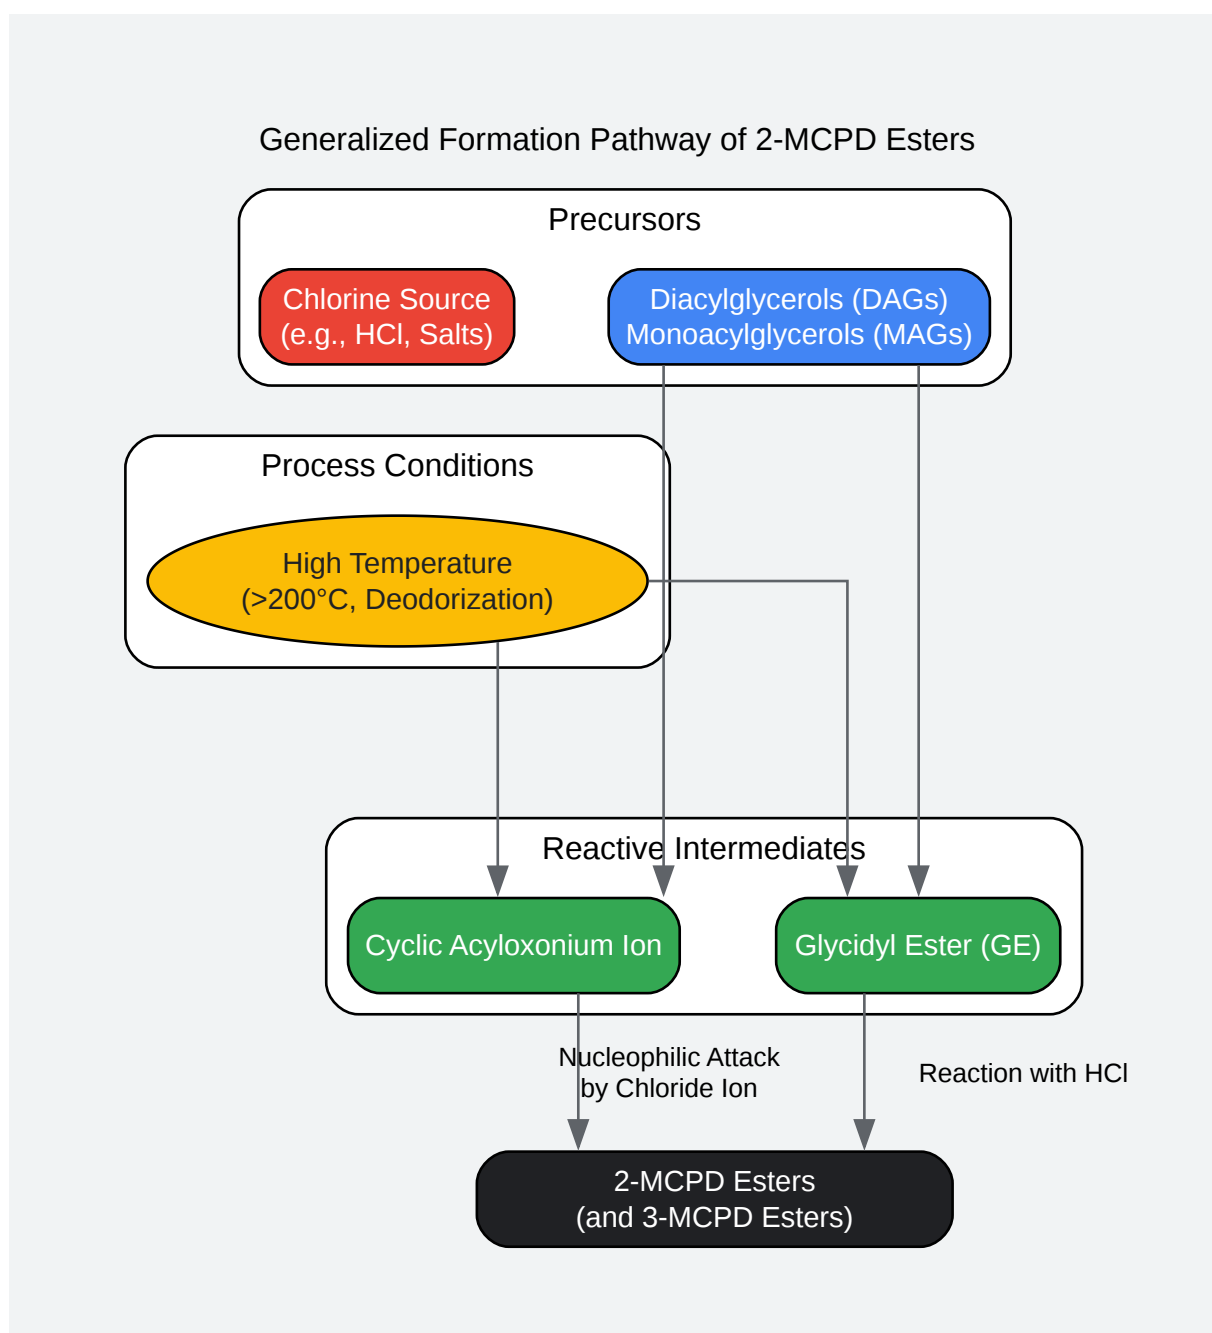 Generalized Formation Pathway of 2-MCPD Esters
Precursors
Chlorine Source
(e.g., HCl, Salts)
Diacylglycerols (DAGs)
Monoacylglycerols (MAGs)
Process Conditions
High Temperature
(>200°C, Deodorization)
Reactive Intermediates
Cyclic Acyloxonium Ion
Glycidyl Ester (GE)
Nucleophilic Attack
by Chloride Ion
Reaction with HCl
2-MCPD Esters
(and 3-MCPD Esters)